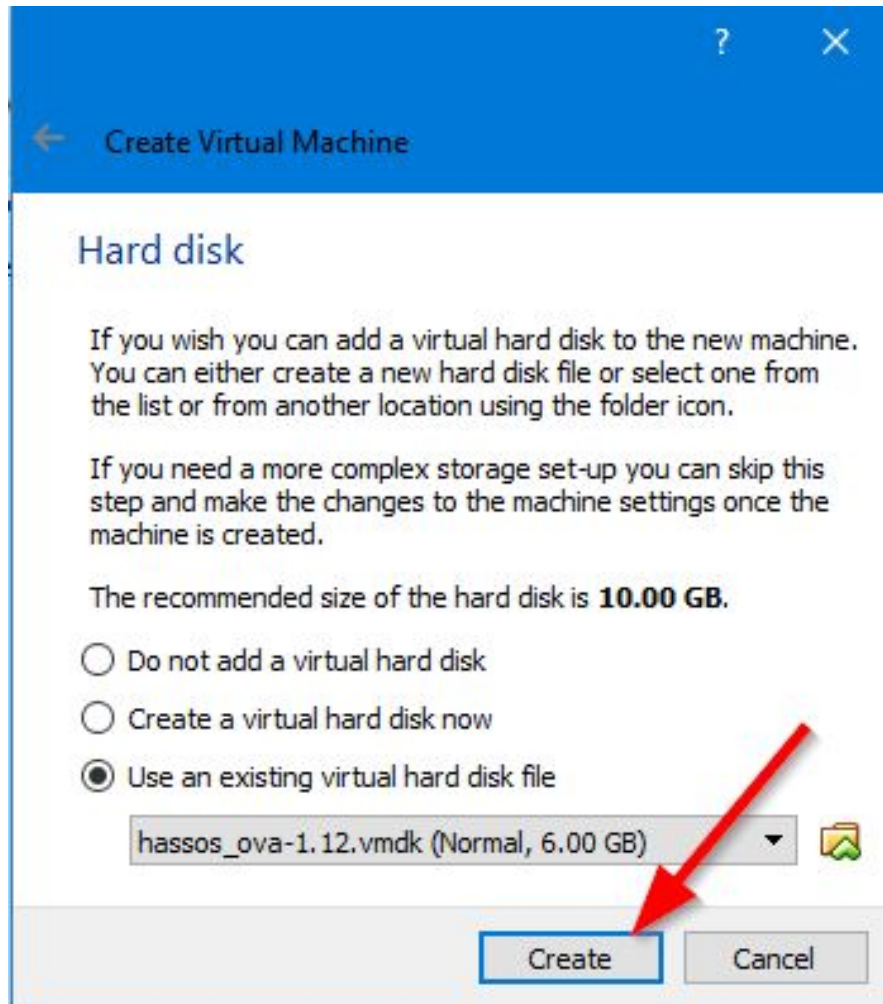 ?
Create Virtual Machine
Hard disk
If you wish you can add a virtual hard disk to the new machine.
You can either create a new hard disk file or select one from
the list or from another location using the folder icon.
If you need a more complex storage set-up you can skip this
step and make the changes to the machine settings once the
machine is created.
The recommended size of the hard disk is 10.00 GB.
Do not add a virtual hard disk
Create a virtual hard disk now
Use an existing virtual hard disk file
hassos_ova-1.12.vmdk (Normal, 6.00 GB)
Create Cancel